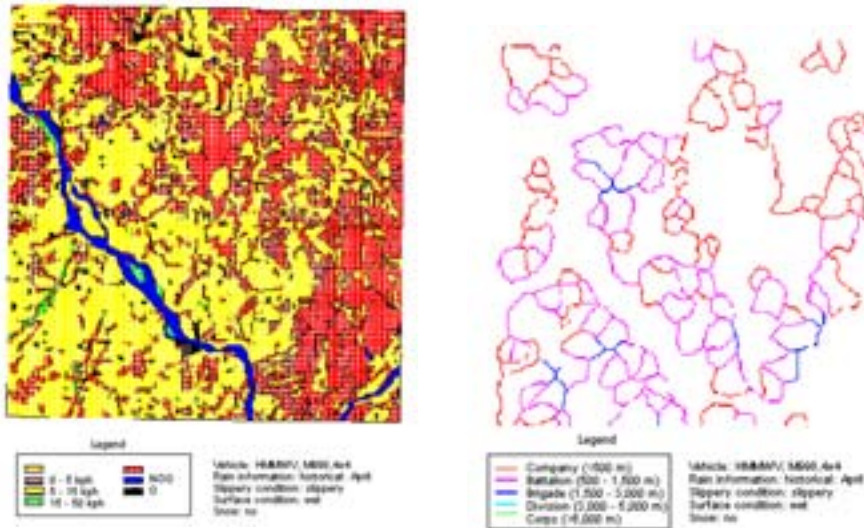 Legend
0 - 5 kph
5 - 15 kph
15 - 50 kph
NOG
0
Vehicle: HMMWV, M998, 4x4
Rain information: historical: April
Slippery condition: slippery
Surface condition: wet
Snow: no
Legend
Company (<500 m)
Battalion (500 - 1,500 m)
Brigade (1,500 - 3,000 m)
Division (3,000 - 5,000 m)
Corps (>5,000 m)
Vehicle: HMMWV, M998, 4x4
Rain information: historical: April
Slippery condition: slippery
Surface condition: wet
Snow: no